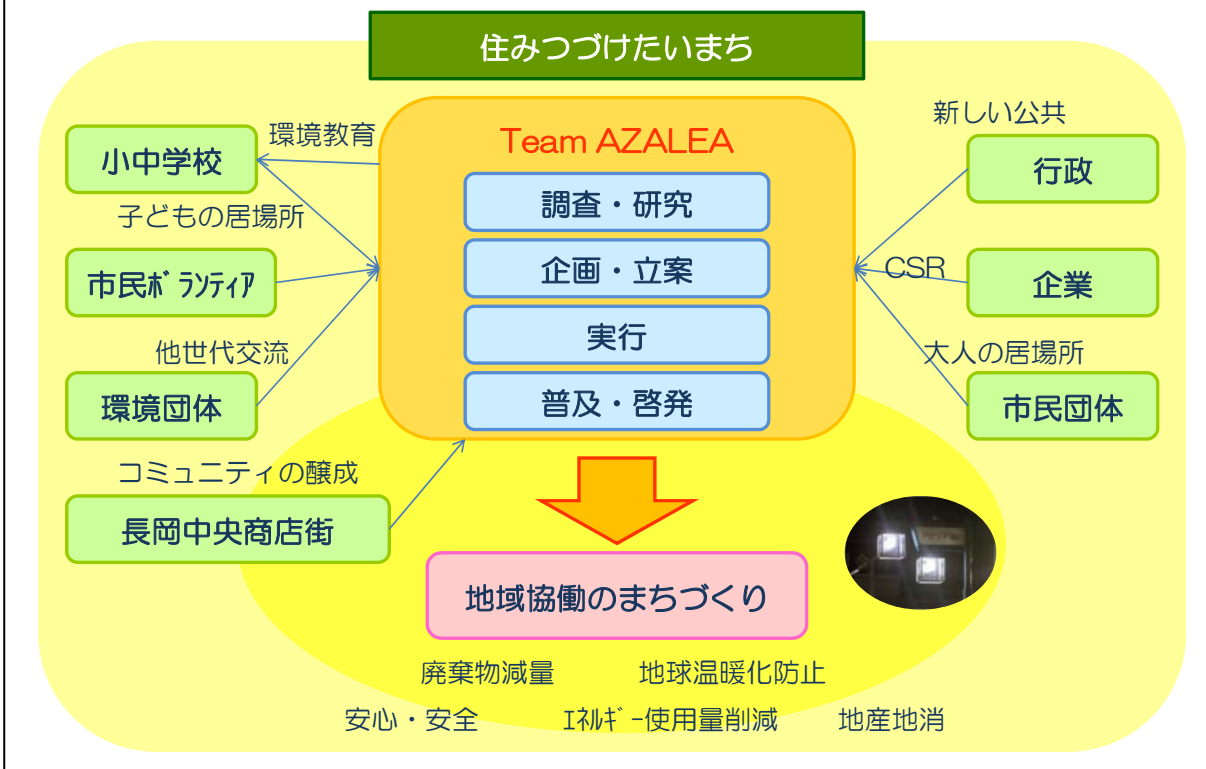 住みつづけたいまち
環境教育
小中学校
子どもの居場所
市民ﾎﾞﾗﾝﾃｨｱ
他世代交流
環境団体
コミュニティの醸成
長岡中央商店街
Team AZALEA
調査・研究
企画・立案
実行
普及・啓発
新しい公共
行政
CSR
企業
大人の居場所
市民団体
地域協働のまちづくり
廃棄物減量 地球温暖化防止
安心・安全 ｴﾈﾙｷﾞｰ使用量削減 地産地消